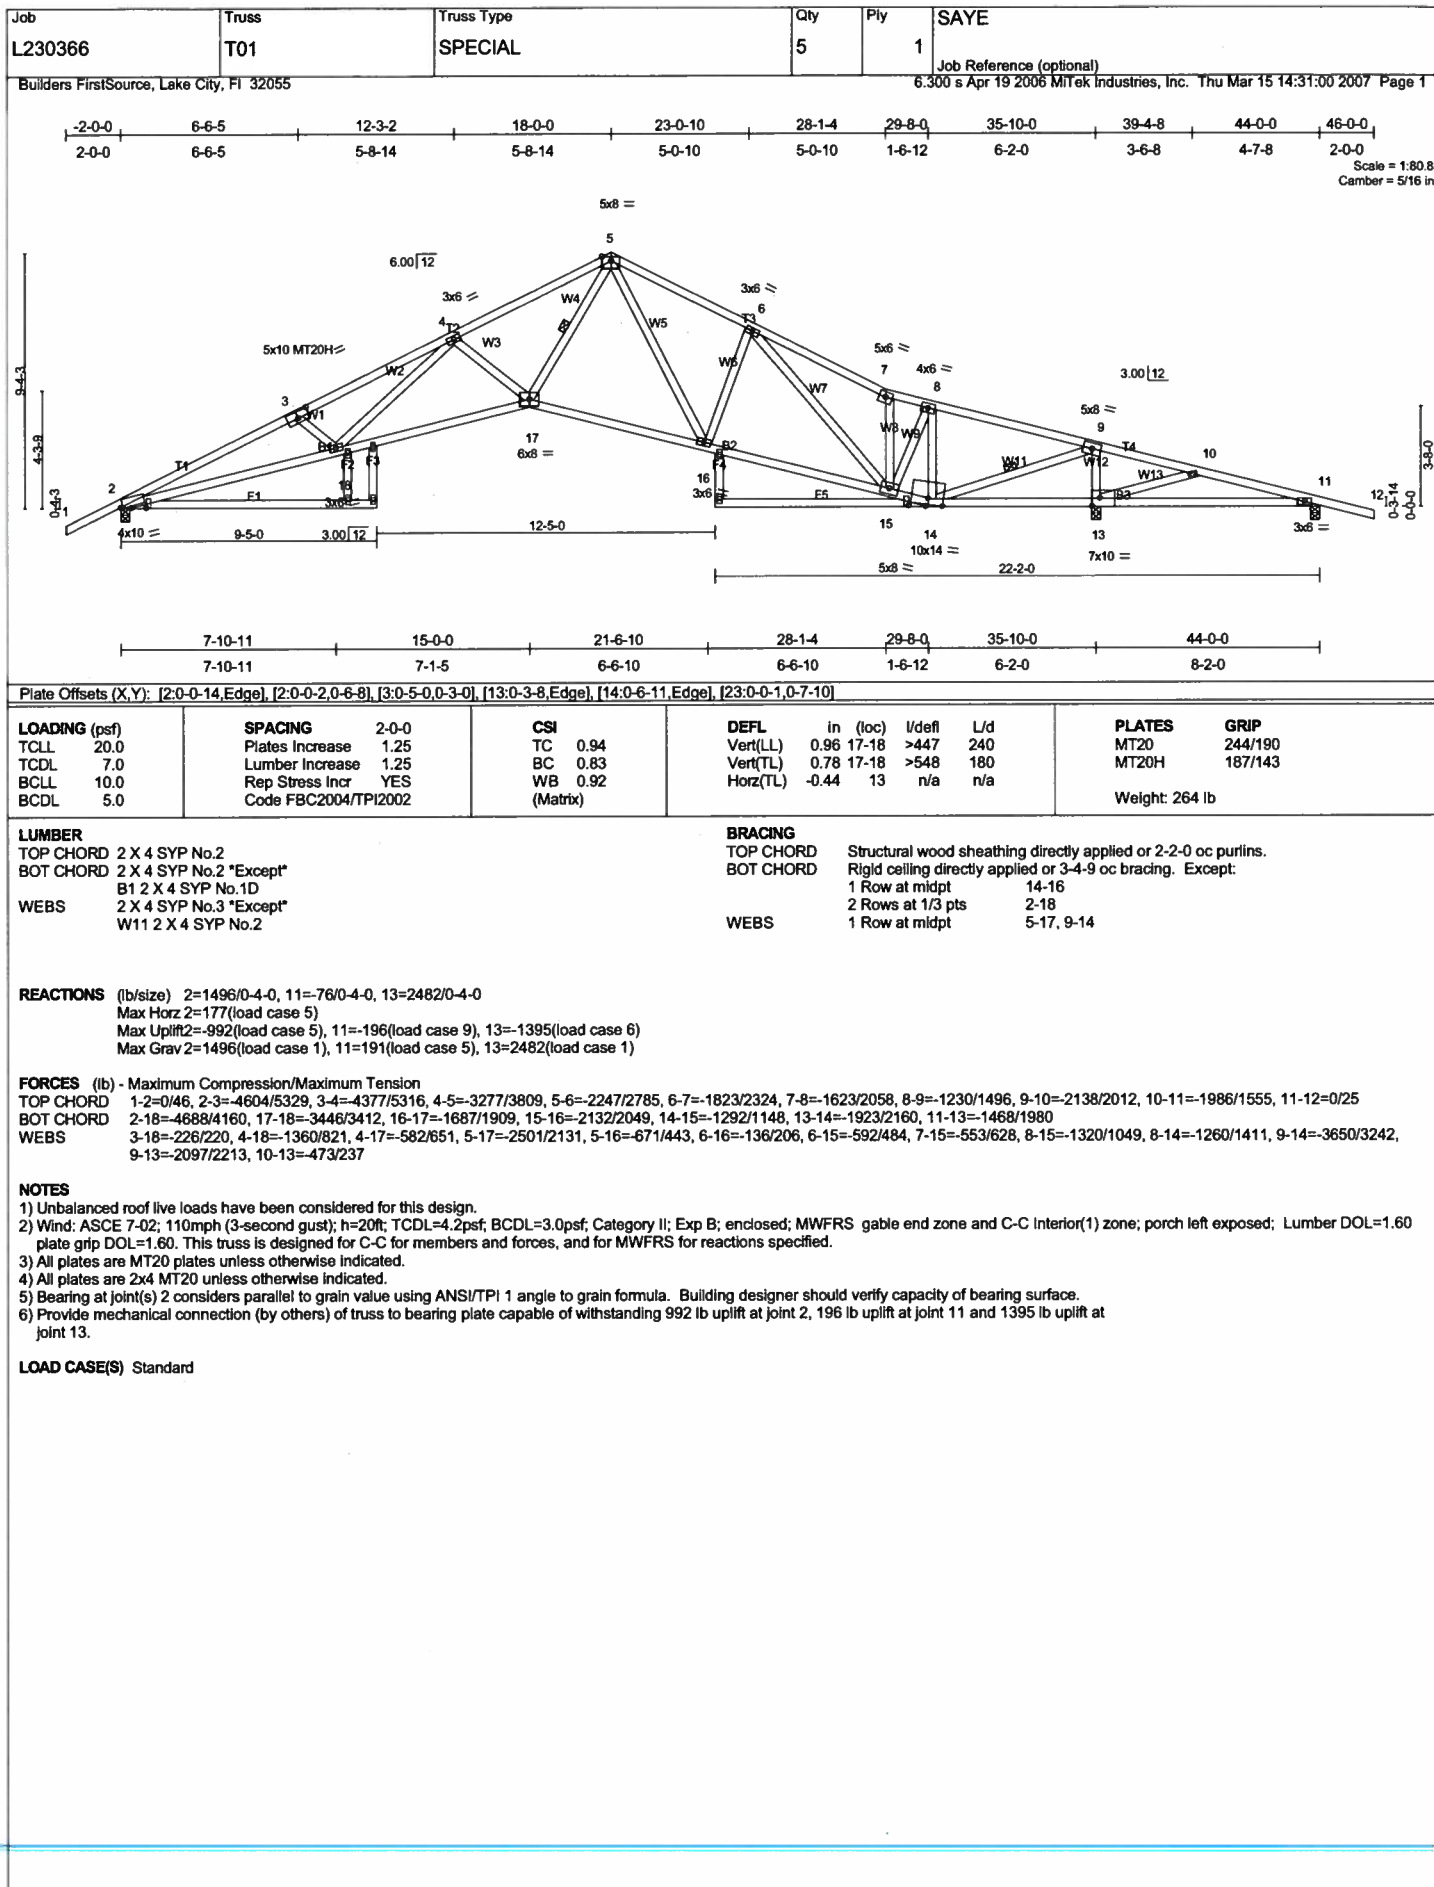 Job Truss Truss Type Qty Ply SAYE
L230366 T01 SPECIAL 5 1
Job Reference (optional)
Builders FirstSource, Lake City, Fl 32055 6.300 s Apr 19 2006 MiTek Industries, Inc. Thu Mar 15 14:31:00 2007 Page 1
-2-0-0 6-6-5 12-3-2 18-0-0 23-0-10 28-1-4 29-8-0 35-10-0 39-4-8 44-0-0 46-0-0
2-0-0 6-6-5 5-8-14 5-8-14 5-0-10 5-0-10 1-6-12 6-2-0 3-6-8 4-7-8 2-0-0
Scale = 1:80.8
Camber = 5/16 in
5x8 =
5
6.00 12
3x6 =
3x6 =
6
4
T2
W4
T3
W3
W5
5x10 MT20H=
5x6 =
7
4x6 =
8
3.00 12
W2
W6
W7
9-4-3
3
W1
5x8 =
9
4-3-9
W8
W9
T4
10
3-8-0
17
6x8 =
B2
W11
W12
W13
T1
F2
F3
F4
2
18
16
11
0-4-3
1
F1
3x6 =
3x6 =
F5
B3
12
0-3-14
0-0-0
4x10 =
9-5-0
3.00 12
12-5-0
15
14
13
3x6 =
10x14 =
7x10 =
5x8 =
22-2-0
7-10-11 15-0-0 21-6-10 28-1-4 29-8-0 35-10-0 44-0-0
7-10-11 7-1-5 6-6-10 6-6-10 1-6-12 6-2-0 8-2-0
Plate Offsets (X,Y): [2:0-0-14,Edge], [2:0-0-2,0-6-8], [3:0-5-0,0-3-0], [13:0-3-8,Edge], [14:0-6-11,Edge], [23:0-0-1,0-7-10]
LOADING (psf) SPACING 2-0-0 CSI DEFL in (loc) l/defl L/d PLATES GRIP
TCLL 20.0 Plates Increase 1.25 TC 0.94 Vert(LL) 0.96 17-18 >447 240 MT20 244/190
TCDL 7.0 Lumber Increase 1.25 BC 0.83 Vert(TL) 0.78 17-18 >548 180 MT20H 187/143
BCLL 10.0 Rep Stress Incr YES WB 0.92 Horz(TL) -0.44 13 n/a n/a
BCDL 5.0 Code FBC2004/TPI2002 (Matrix) Weight: 264 lb
LUMBER
TOP CHORD 2 X 4 SYP No.2
BOT CHORD 2 X 4 SYP No.2 *Except*
B1 2 X 4 SYP No.1D
WEBS 2 X 4 SYP No.3 *Except*
W11 2 X 4 SYP No.2
BRACING
TOP CHORD Structural wood sheathing directly applied or 2-2-0 oc purlins.
BOT CHORD Rigid ceiling directly applied or 3-4-9 oc bracing. Except:
1 Row at midpt 14-16
2 Rows at 1/3 pts 2-18
WEBS 1 Row at midpt 5-17, 9-14
REACTIONS (lb/size) 2=1496/0-4-0, 11=-76/0-4-0, 13=2482/0-4-0
Max Horz 2=177(load case 5)
Max Uplift2=-992(load case 5), 11=-196(load case 9), 13=-1395(load case 6)
Max Grav 2=1496(load case 1), 11=191(load case 5), 13=2482(load case 1)
FORCES (lb) - Maximum Compression/Maximum Tension
TOP CHORD 1-2=0/46, 2-3=-4604/5329, 3-4=-4377/5316, 4-5=-3277/3809, 5-6=-2247/2785, 6-7=-1823/2324, 7-8=-1623/2058, 8-9=-1230/1496, 9-10=-2138/2012, 10-11=-1986/1555, 11-12=0/25
BOT CHORD 2-18=-4688/4160, 17-18=-3446/3412, 16-17=-1687/1909, 15-16=-2132/2049, 14-15=-1292/1148, 13-14=-1923/2160, 11-13=-1468/1980
WEBS 3-18=-226/220, 4-18=-1360/821, 4-17=-582/651, 5-17=-2501/2131, 5-16=-671/443, 6-16=-136/206, 6-15=-592/484, 7-15=-553/628, 8-15=-1320/1049, 8-14=-1260/1411, 9-14=-3650/3242,
9-13=-2097/2213, 10-13=-473/237
NOTES
1) Unbalanced roof live loads have been considered for this design.
2) Wind: ASCE 7-02; 110mph (3-second gust); h=20ft; TCDL=4.2psf; BCDL=3.0psf; Category II; Exp B; enclosed; MWFRS gable end zone and C-C Interior(1) zone; porch left exposed; Lumber DOL=1.60
plate grip DOL=1.60. This truss is designed for C-C for members and forces, and for MWFRS for reactions specified.
3) All plates are MT20 plates unless otherwise indicated.
4) All plates are 2x4 MT20 unless otherwise indicated.
5) Bearing at joint(s) 2 considers parallel to grain value using ANSI/TPI 1 angle to grain formula. Building designer should verify capacity of bearing surface.
6) Provide mechanical connection (by others) of truss to bearing plate capable of withstanding 992 lb uplift at joint 2, 196 lb uplift at joint 11 and 1395 lb uplift at
joint 13.
LOAD CASE(S) Standard